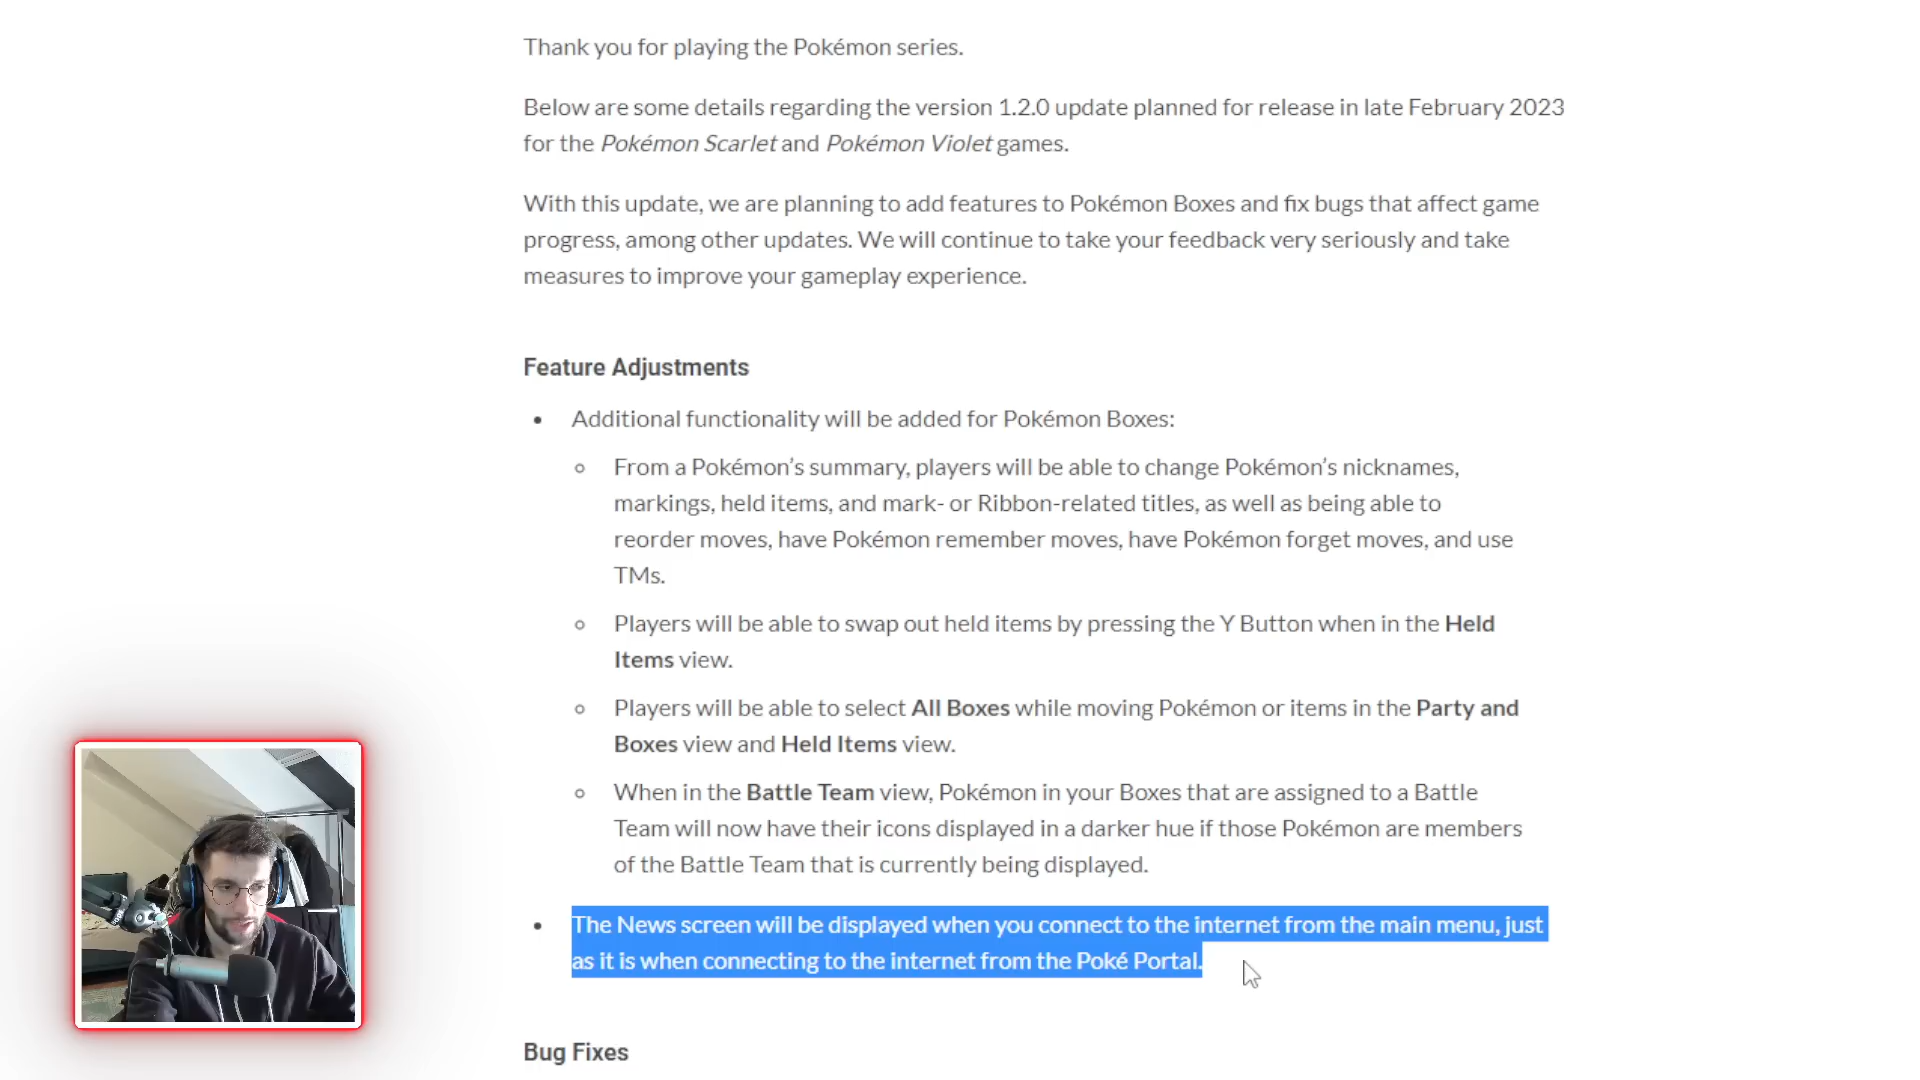 Thank you for playing the Pokémon series.
Below are some details regarding the version 1.2.0 update planned for release in late February 2023
for the Pokémon Scarlet and Pokémon Violet games.
With this update, we are planning to add features to Pokémon Boxes and fix bugs that affect game
progress, among other updates. We will continue to take your feedback very seriously and take
measures to improve your gameplay experience.
Feature Adjustments
• Additional functionality will be added for Pokémon Boxes:
○ From a Pokémon’s summary, players will be able to change Pokémon’s nicknames,
markings, held items, and mark- or Ribbon-related titles, as well as being able to
reorder moves, have Pokémon remember moves, have Pokémon forget moves, and use
TMs.
○ Players will be able to swap out held items by pressing the Y Button when in the Held
Items view.
○ Players will be able to select All Boxes while moving Pokémon or items in the Party and
Boxes view and Held Items view.
○ When in the Battle Team view, Pokémon in your Boxes that are assigned to a Battle
Team will now have their icons displayed in a darker hue if those Pokémon are members
of the Battle Team that is currently being displayed.
• The News screen will be displayed when you connect to the internet from the main menu, just
as it is when connecting to the internet from the Poké Portal.
Bug Fixes